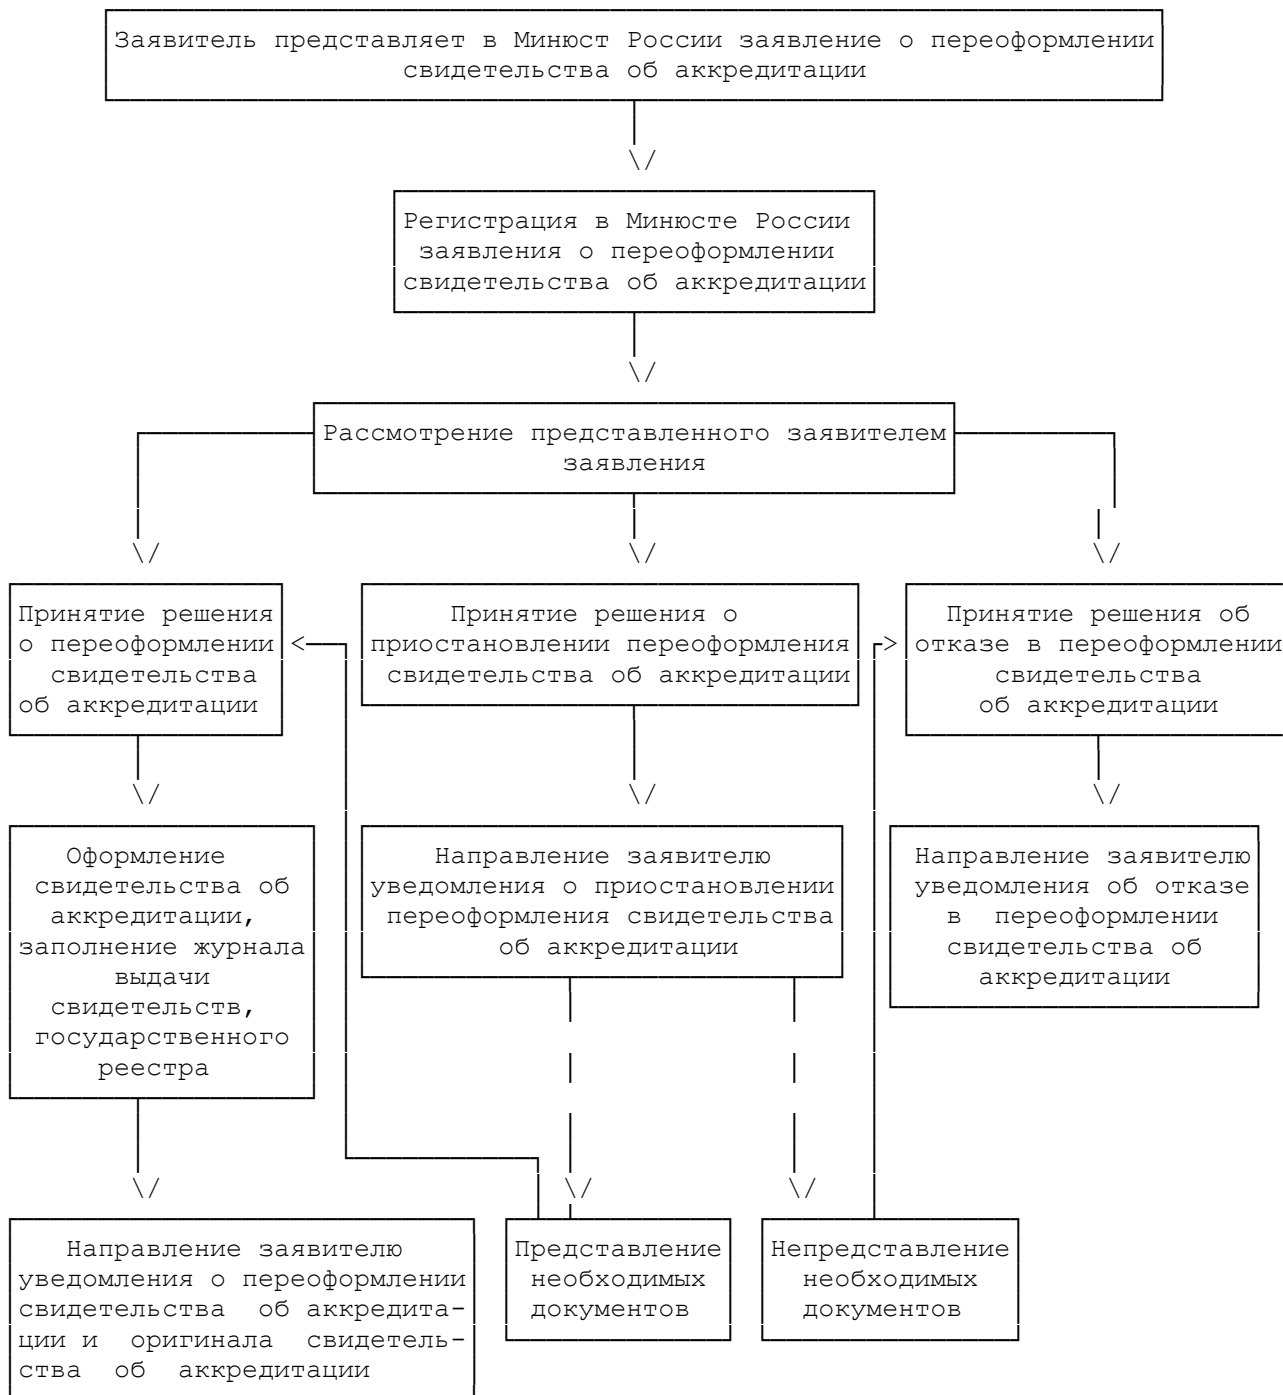 Заявитель представляет в Минюст России заявление о переоформлении
свидетельства об аккредитации
Регистрация в Минюсте России
заявления о переоформлении
свидетельства об аккредитации
Рассмотрение представленного заявителем
заявления
Принятие решения
о переоформлении
свидетельства
об аккредитации
Принятие решения о
приостановлении переоформления
свидетельства об аккредитации
Принятие решения об
отказе в переоформлении
свидетельства
об аккредитации
Оформление
свидетельства об
аккредитации,
заполнение журнала
выдачи
свидетельств,
государственного
реестра
Направление заявителю
уведомления о приостановлении
переоформления свидетельства
об аккредитации
Направление заявителю
уведомления об отказе
в переоформлении
свидетельства об
аккредитации
Направление заявителю
уведомления о переоформлении
свидетельства об аккредита-
ции и оригинала свидетель-
ства об аккредитации
Представление
необходимых
документов
Непредставление
необходимых
документов